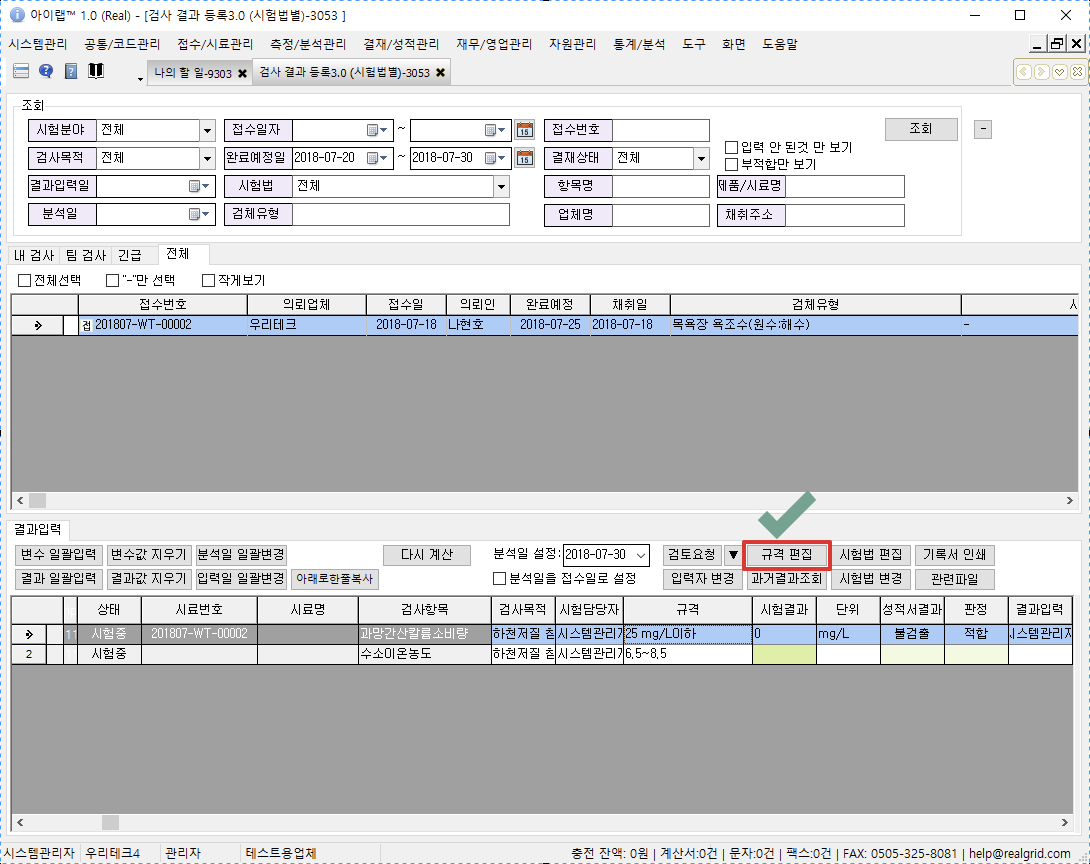 아이랩™ 1.0 (Real) - [검사 결과 등록3.0 (시험법별)-3053 ]
시스템관리 공통/코드관리 접수/시료관리 측정/분석관리 결재/성적관리 재무/영업관리 자원관리 통계/분석 도구 화면 도움말
나의 할 일-9303 검사 결과 등록3.0 (시험법별)-3053
조회
시험분야 전체 접수일자 ~ 15 접수번호 조회 -
입력 안 된것 만 보기
검사목적 전체 완료예정일 2018-07-20 ~ 2018-07-30 15 결재상태 전체
부적합만 보기
결과입력일 시험법 전체 항목명 제품/시료명
분석일 검체유형 업체명 채취주소
내 검사 팀 검사 긴급 전체
전체선택 "-"만 선택 작게보기
접수번호 의뢰업체 접수일 의뢰인 완료예정 채취일 검체유형
접 201807-WT-00002 우리테크 2018-07-18 나현호 2018-07-25 2018-07-18 목욕장 욕조수(원수:해수) -
결과입력
변수 일괄입력 변수값 지우기 분석일 일괄변경 다시 계산 분석일 설정: 2018-07-30 검토요청 ▼ 규격 편집 시험법 편집 기록서 인쇄
결과 일괄입력 결과값 지우기 입력일 일괄변경 아래로한줄복사 분석일을 접수일로 설정 입력자 변경 과거결과조회 시험법 변경 관련파일
상태 시료번호 시료명 검사항목 검사목적 시험담당자 규격 시험결과 단위 성적서결과 판정 결과입력
11 시험중 201807-WT-00002 과망간산칼륨소비량 하천저질 침 시스템관리자 25 mg/L이하 0 mg/L 불검출 적합 시스템관리자
2 시험중 수소이온농도 하천저질 침 시스템관리자 6.5~8.5
시스템관리자 우리테크4 관리자 테스트용업체 충전 잔액: 0원 | 계산서:0건 | 문자:0건 | 팩스:0건 | FAX: 0505-325-8081 | help@realgrid.com